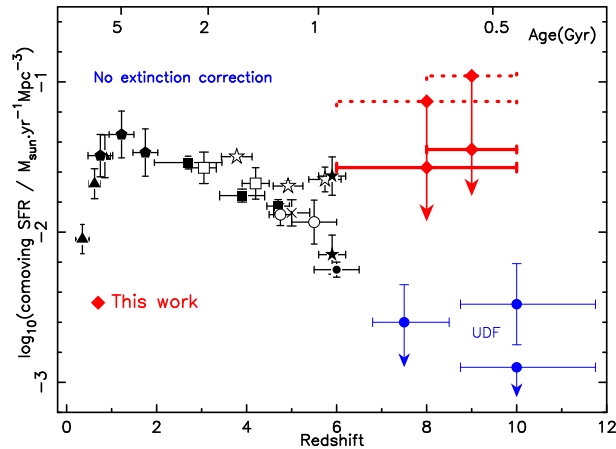 5 2 1 0.5
Age(Gyr)
No extinction correction
log10(comoving SFR / Msun.yr−1Mpc−3)
−1
−2
−3
This work
UDF
0 2 4 6 8 10 12
Redshift